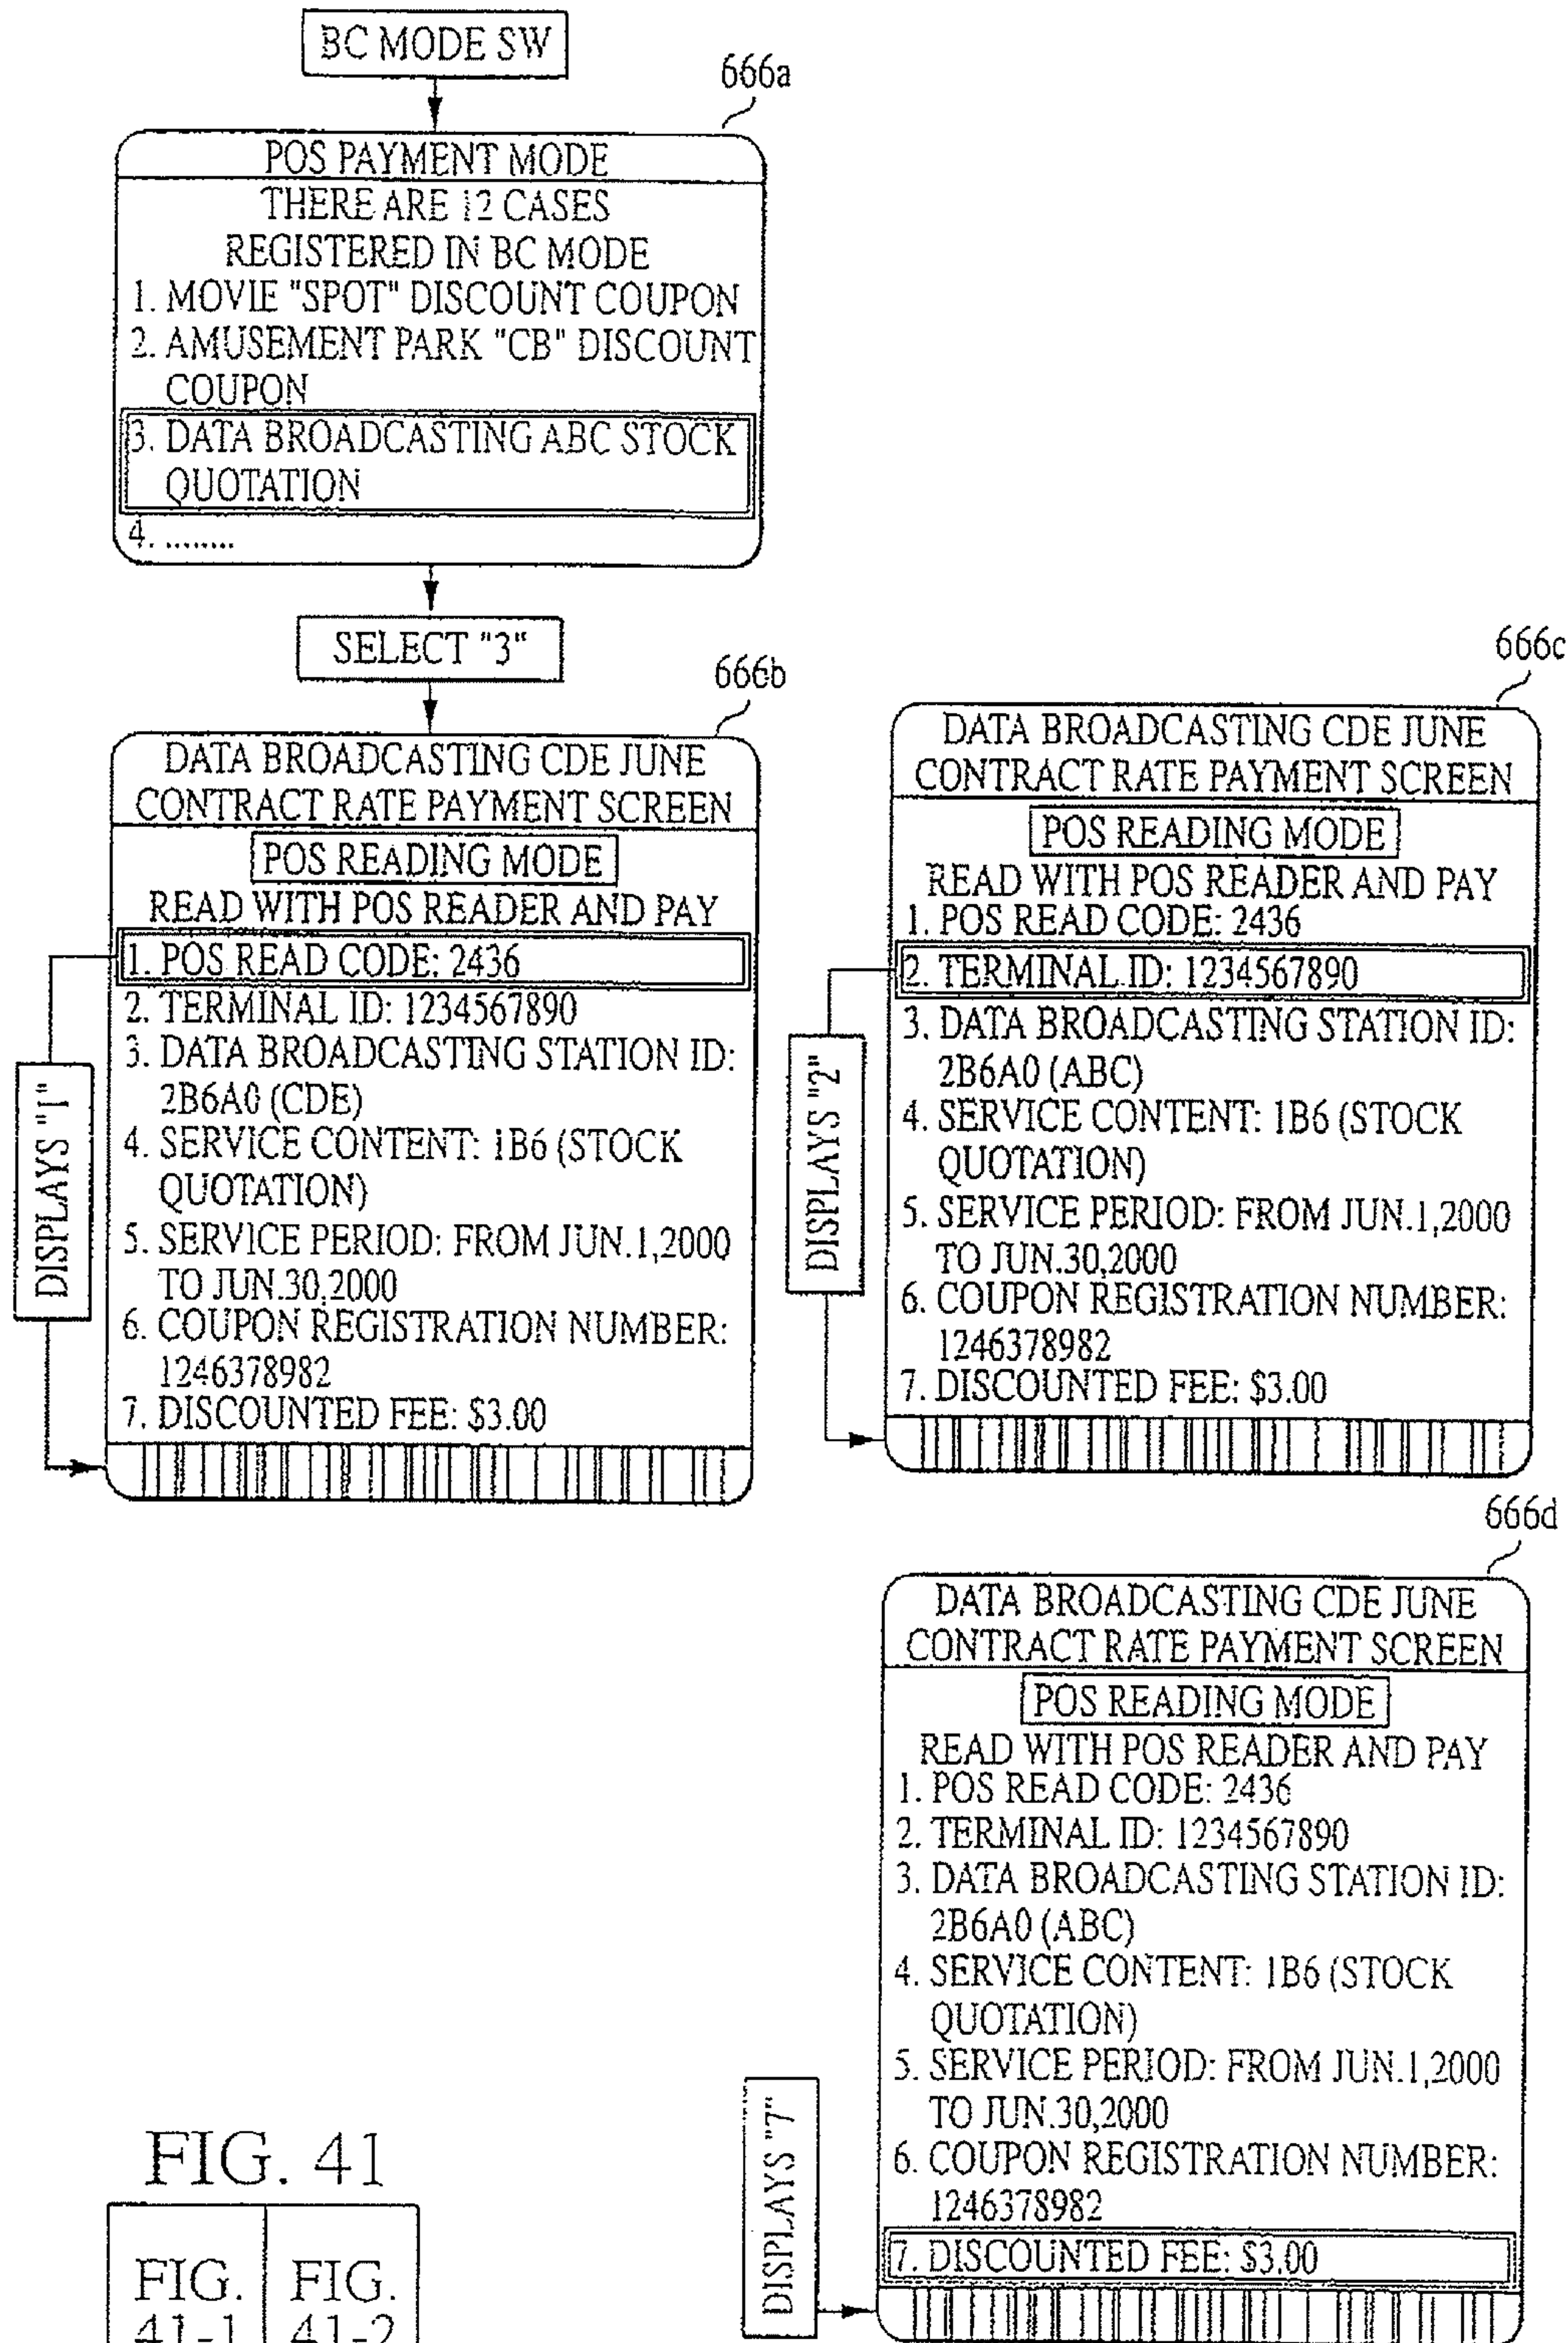 BC MODE SW
666a
POS PAYMENT MODE
THERE ARE 12 CASES
REGISTERED IN BC MODE
1. MOVIE "SPOT" DISCOUNT COUPON
2. AMUSEMENT PARK "CB" DISCOUNT
COUPON
3. DATA BROADCASTING ABC STOCK
QUOTATION
4. ........
SELECT "3"
666b
DATA BROADCASTING CDE JUNE
CONTRACT RATE PAYMENT SCREEN
POS READING MODE
READ WITH POS READER AND PAY
1. POS READ CODE: 2436
2. TERMINAL ID: 1234567890
3. DATA BROADCASTING STATION ID:
2B6A0 (CDE)
4. SERVICE CONTENT: 1B6 (STOCK
QUOTATION)
5. SERVICE PERIOD: FROM JUN.1,2000
TO JUN.30,2000
6. COUPON REGISTRATION NUMBER:
1246378982
7. DISCOUNTED FEE: $3.00
DISPLAYS "1"
666c
DATA BROADCASTING CDE JUNE
CONTRACT RATE PAYMENT SCREEN
POS READING MODE
READ WITH POS READER AND PAY
1. POS READ CODE: 2436
2. TERMINAL ID: 1234567890
3. DATA BROADCASTING STATION ID:
2B6A0 (ABC)
4. SERVICE CONTENT: 1B6 (STOCK
QUOTATION)
5. SERVICE PERIOD: FROM JUN.1,2000
TO JUN.30,2000
6. COUPON REGISTRATION NUMBER:
1246378982
7. DISCOUNTED FEE: $3.00
DISPLAYS "2"
666d
DATA BROADCASTING CDE JUNE
CONTRACT RATE PAYMENT SCREEN
POS READING MODE
READ WITH POS READER AND PAY
1. POS READ CODE: 2436
2. TERMINAL ID: 1234567890
3. DATA BROADCASTING STATION ID:
2B6A0 (ABC)
4. SERVICE CONTENT: 1B6 (STOCK
QUOTATION)
5. SERVICE PERIOD: FROM JUN.1,2000
TO JUN.30,2000
6. COUPON REGISTRATION NUMBER:
1246378982
7. DISCOUNTED FEE: $3.00
DISPLAYS "7"
FIG. 41
FIG.
41-1
FIG.
41-2